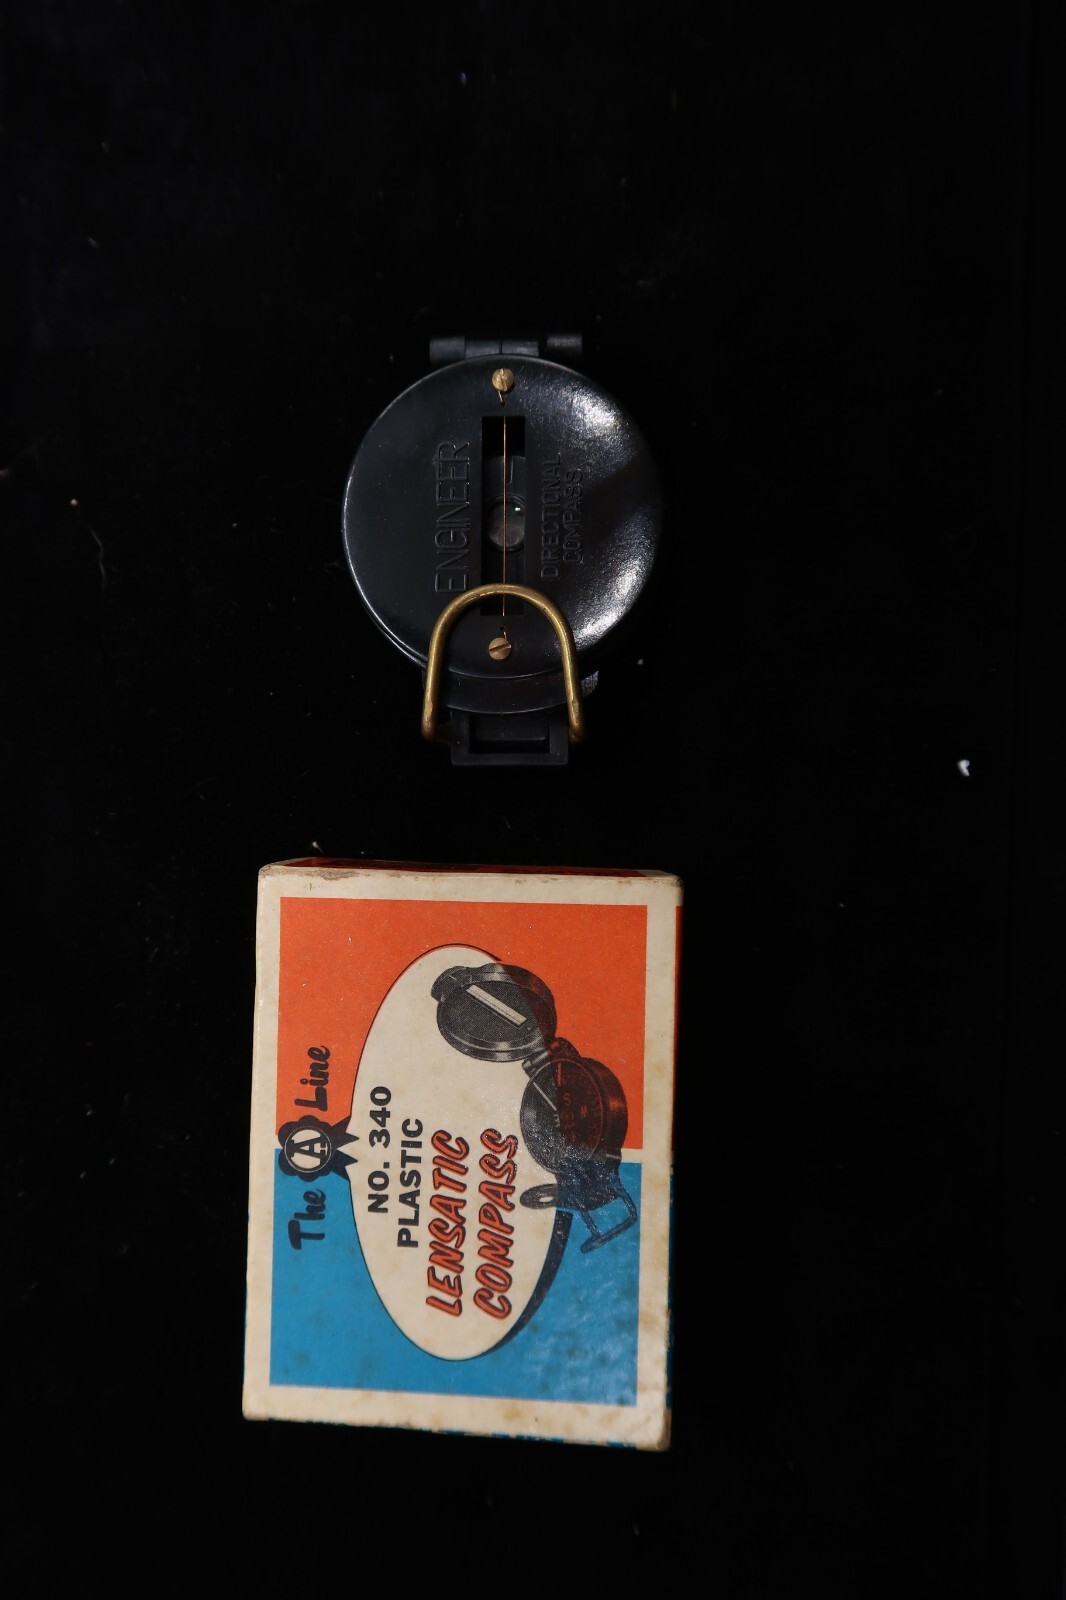 ENGINEER
DIRECTIONAL
COMPASS
The A Line
NO. 340
PLASTIC
LENSATIC
COMPASS